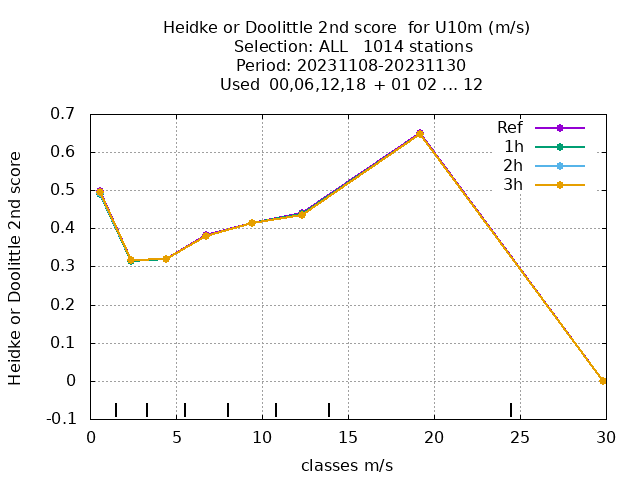 Heidke or Doolittle 2nd score  for U10m (m/s)
Selection: ALL   1014 stations
Period: 20231108-20231130
Used  00,06,12,18  + 01 02 ... 12
Heidke or Doolittle 2nd score
0.7
0.6
0.5
0.4
0.3
0.2
0.1
0
-0.1
Ref
1h
2h
3h
0 5 10 15 20 25 30
classes m/s